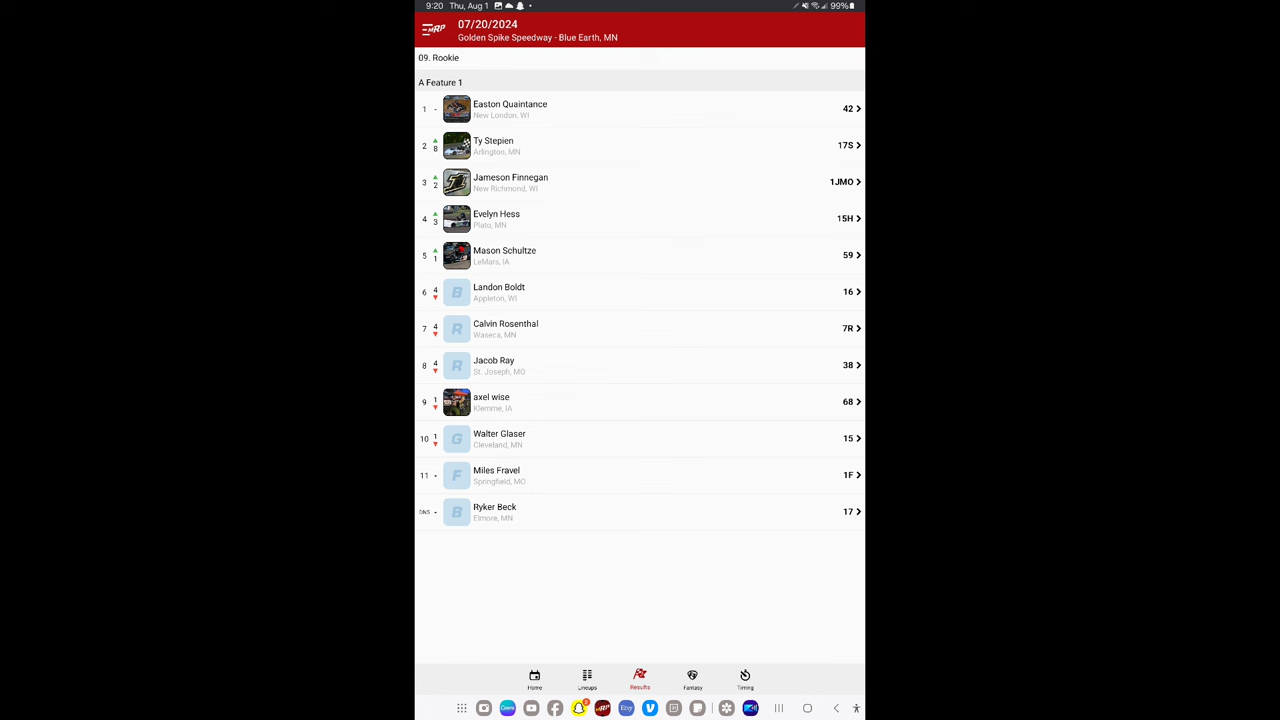 9:20 Thu, Aug 1
99%
MRP
07/20/2024
Golden Spike Speedway - Blue Earth, MN
09. Rookie
A Feature 1
1 - Easton Quaintance 42
New London, WI
2 8 Ty Stepien 17S
Arlington, MN
3 2 Jameson Finnegan 1JMO
New Richmond, WI
4 3 Evelyn Hess 15H
Plato, MN
5 1 Mason Schultze 59
LeMars, IA
6 4 B Landon Boldt 16
Appleton, WI
7 4 R Calvin Rosenthal 7R
Waseca, MN
8 4 R Jacob Ray 38
St. Joseph, MO
9 1 axel wise 68
Klemme, IA
10 1 G Walter Glaser 15
Cleveland, MN
11 - F Miles Fravel 1F
Springfield, MO
DNS - B Ryker Beck 17
Elmore, MN
Home Lineups Results Fantasy Timing
Canva MRP Etsy